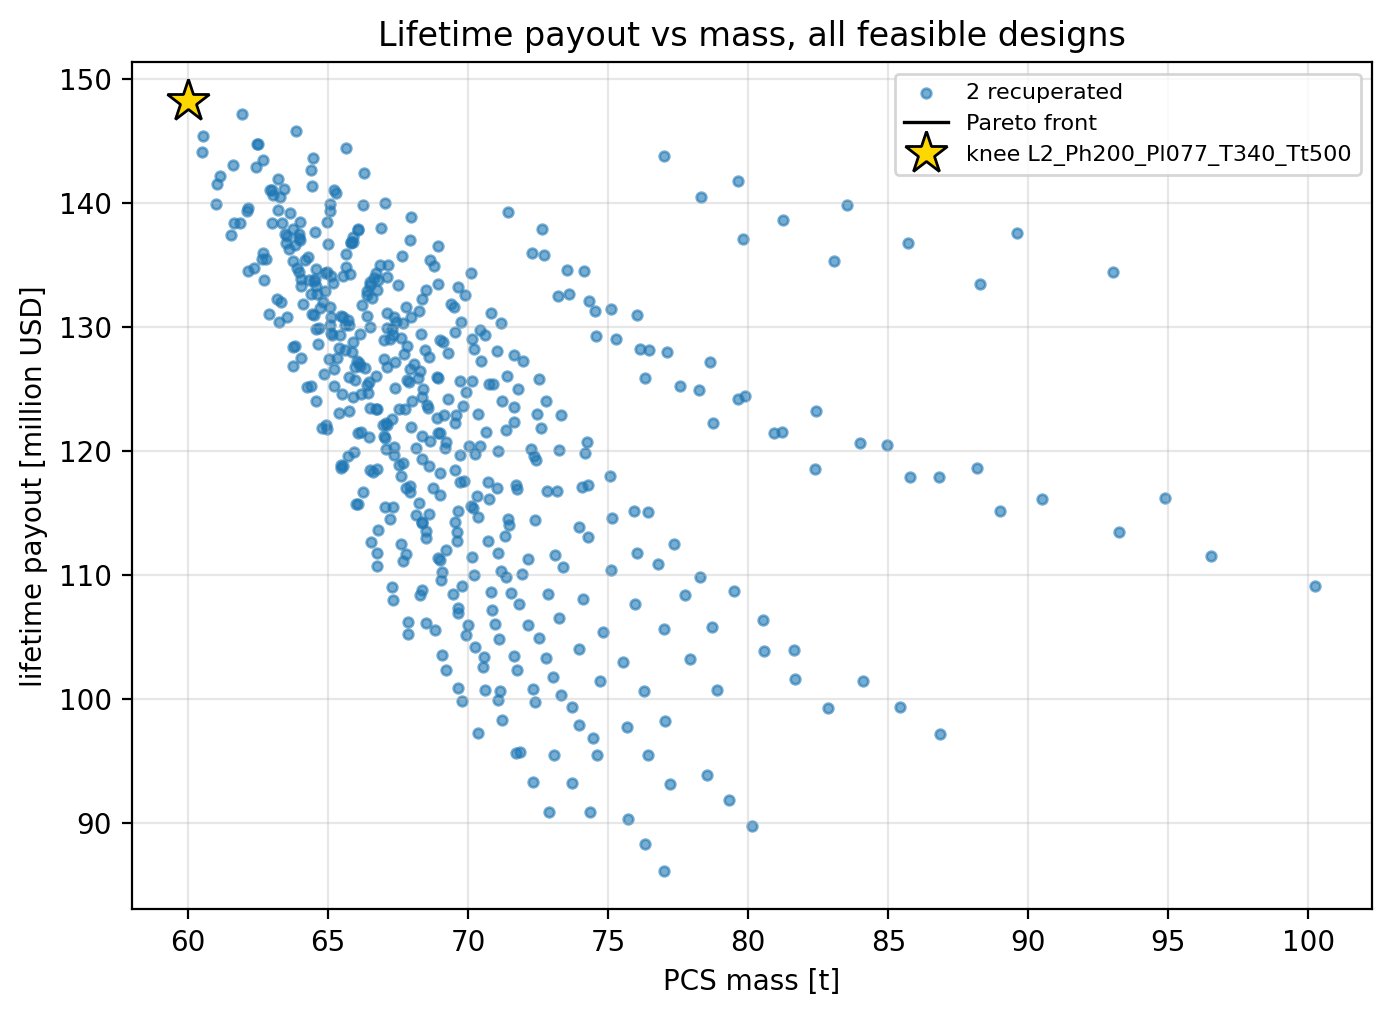 Lifetime payout vs mass, all feasible designs
2 recuperated
Pareto front
knee L2_Ph200_Pl077_T340_Tt500
lifetime payout [million USD]
150
140
130
120
110
100
90
60 65 70 75 80 85 90 95 100
PCS mass [t]